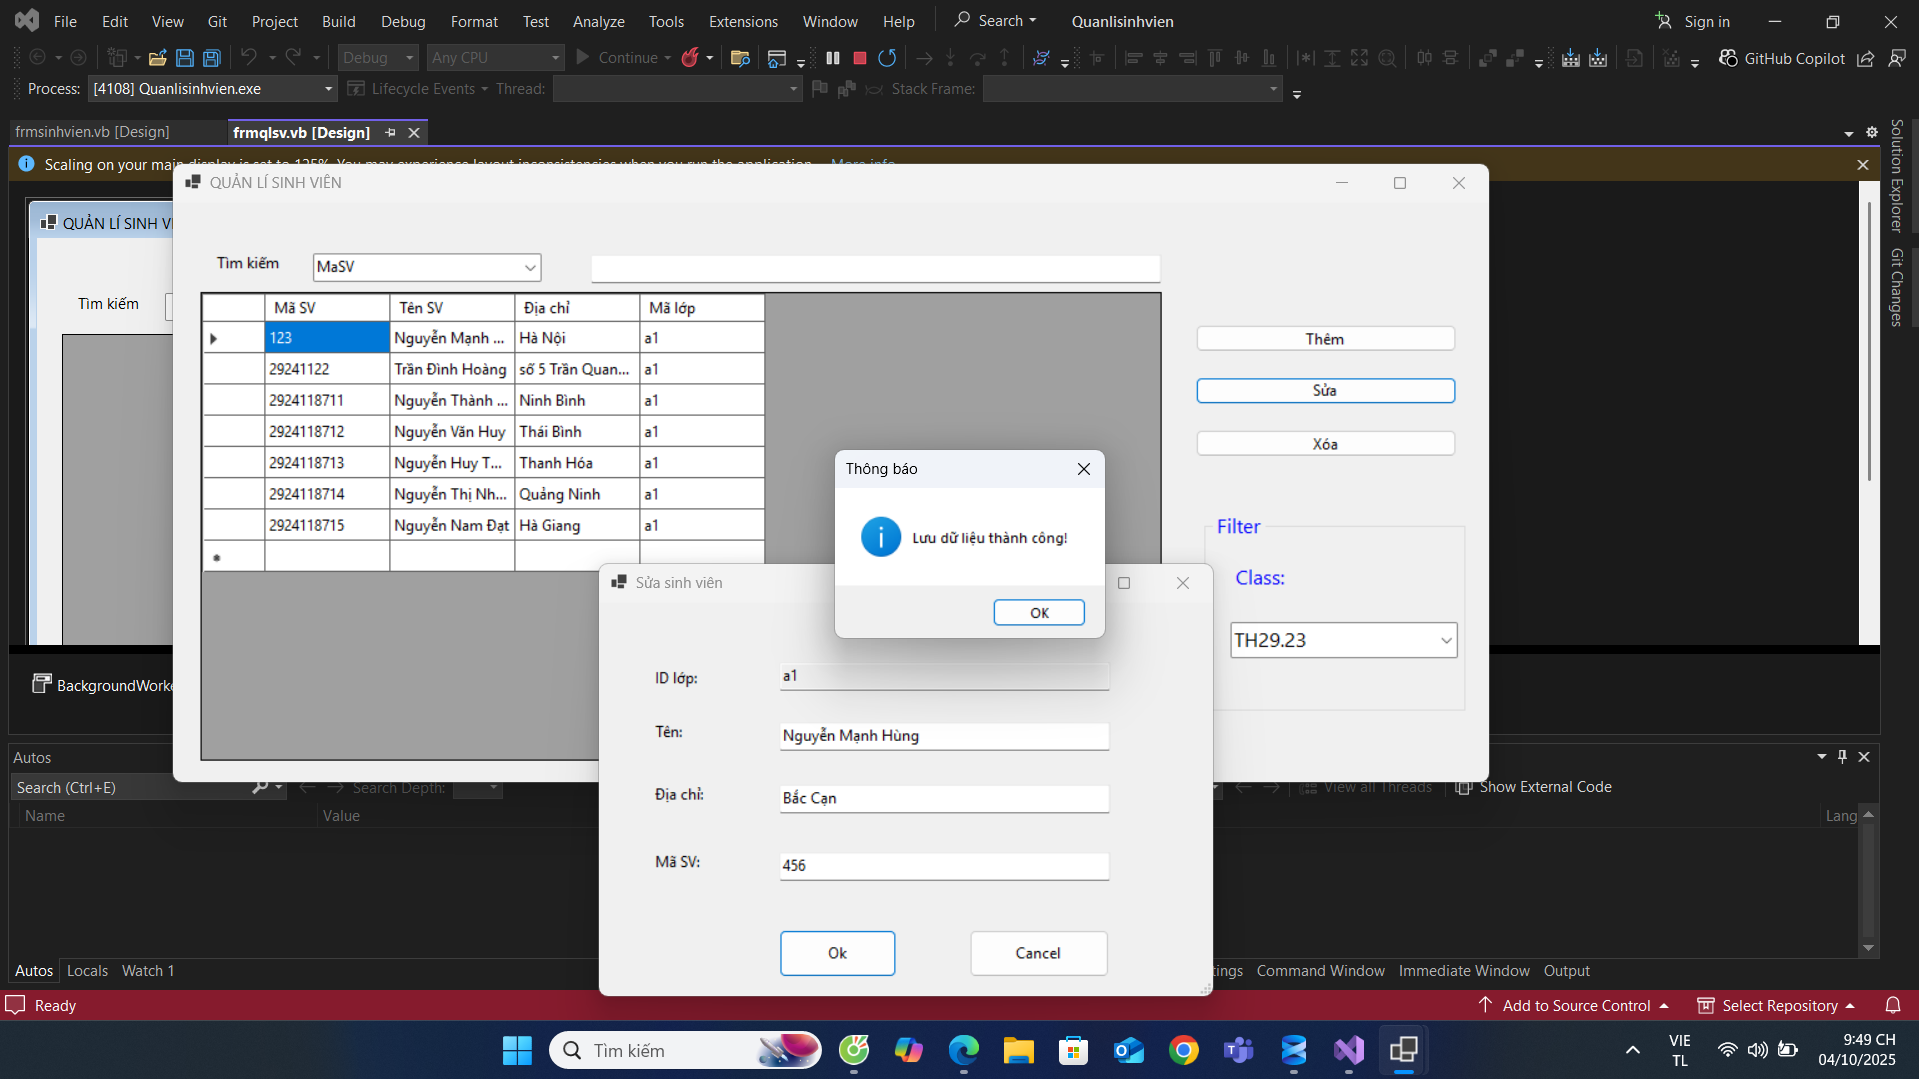 File Edit View Git Project Build Debug Format Test Analyze Tools Extensions Window Help Search Quanlisinhvien Sign in
Debug Any CPU Continue GitHub Copilot
Process: [4108] Quanlisinhvien.exe Lifecycle Events Thread: Stack Frame:
frmsinhvien.vb [Design] frmqlsv.vb [Design]
Scaling on your main display is set to 125%. You may experience layout inconsistencies when you run the application. More info
QUẢN LÍ SINH VIÊN
QUẢN LÍ SINH VI
Tìm kiếm
Tìm kiếm MaSV
Mã SV Tên SV Địa chỉ Mã lớp
123 Nguyễn Mạnh ... Hà Nội a1
29241122 Trần Đình Hoàng số 5 Trần Quan... a1
2924118711 Nguyễn Thành ... Ninh Bình a1
2924118712 Nguyễn Văn Huy Thái Bình a1
2924118713 Nguyễn Huy T... Thanh Hóa a1
2924118714 Nguyễn Thị Nh... Quảng Ninh a1
2924118715 Nguyễn Nam Đạt Hà Giang a1
Thêm
Sửa
Xóa
Filter
Class:
TH29.23
Thông báo
Lưu dữ liệu thành công!
OK
Sửa sinh viên
ID lớp: a1
Tên: Nguyễn Mạnh Hùng
Địa chỉ: Bắc Cạn
Mã SV: 456
Ok Cancel
Solution Explorer
Git Changes
BackgroundWorke
Autos
Search (Ctrl+E) Search Depth: View all Threads Show External Code
Name Value Lang
Autos Locals Watch 1 tings Command Window Immediate Window Output
Ready Add to Source Control Select Repository
Tìm kiếm
VIE
TL
9:49 CH
04/10/2025